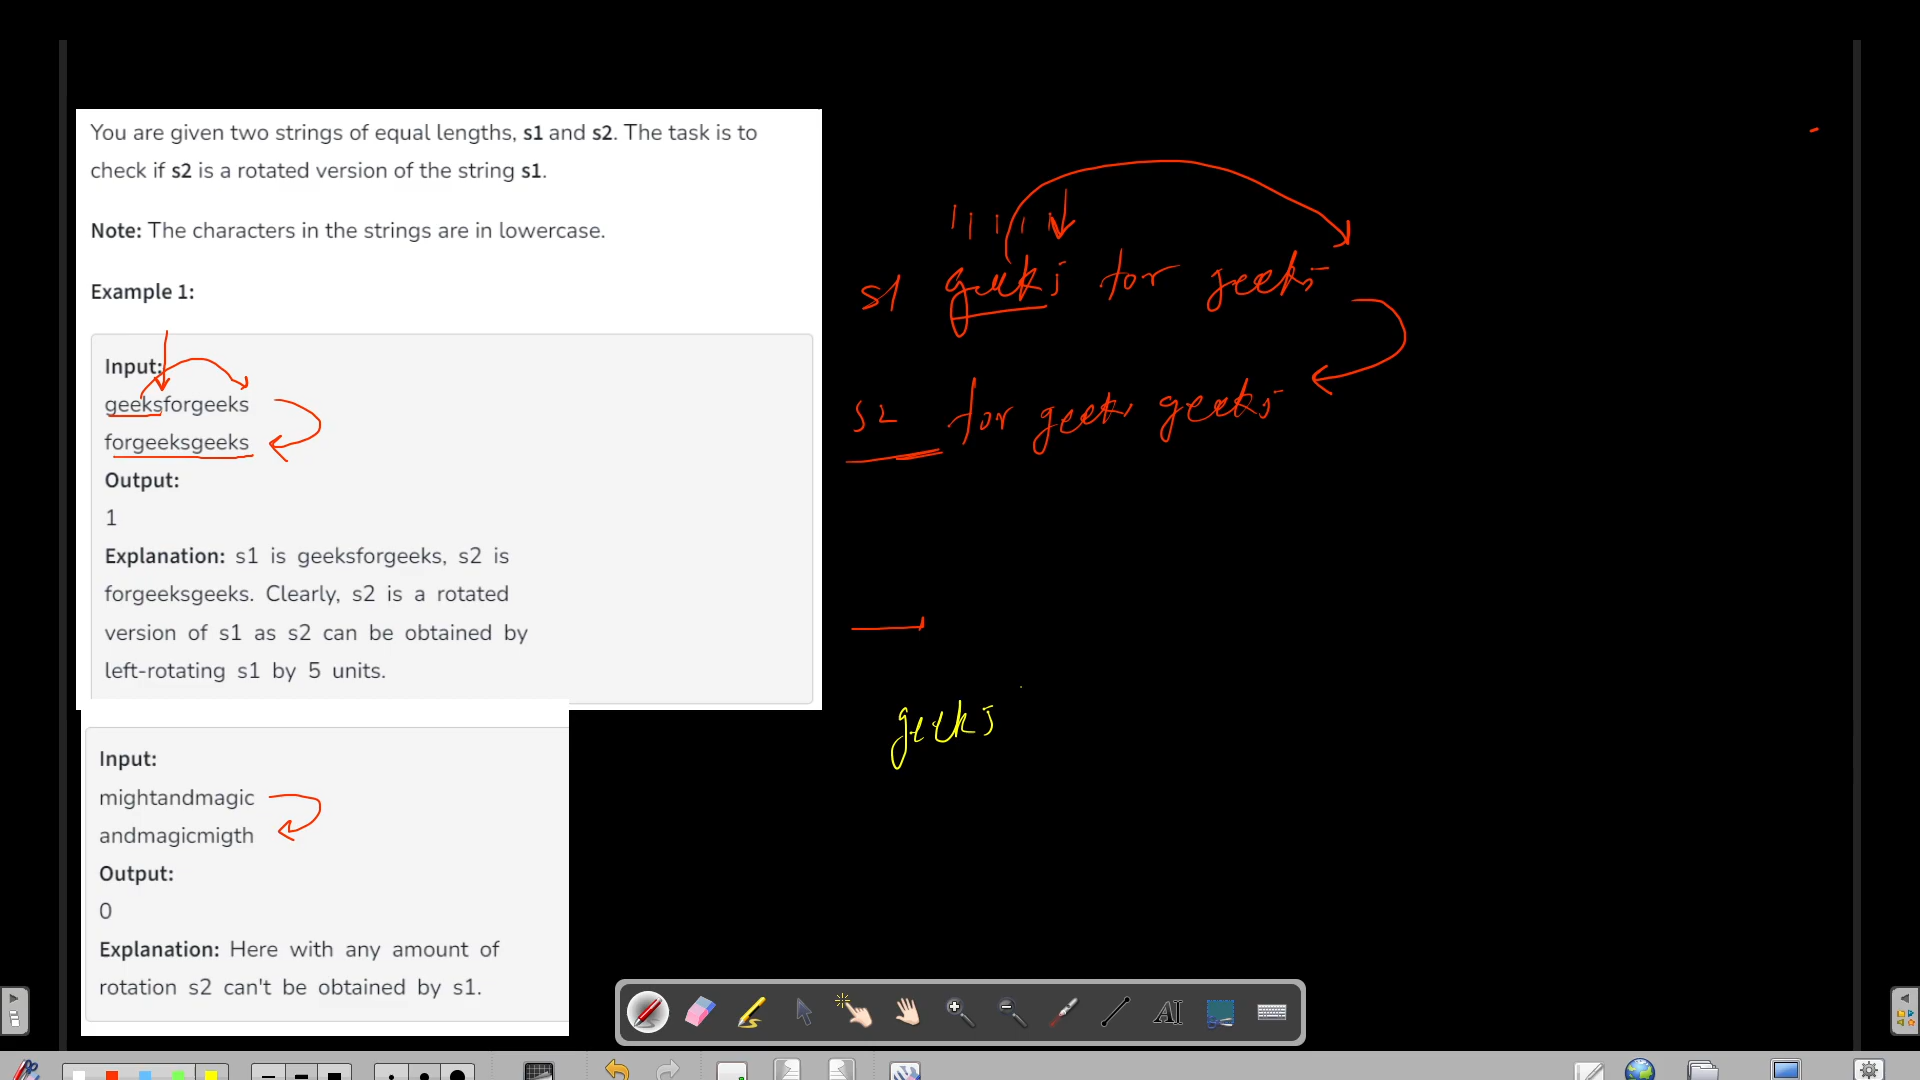 You are given two strings of equal lengths, s1 and s2. The task is to
check if s2 is a rotated version of the string s1.
Note: The characters in the strings are in lowercase.
Example 1:
Input:
geeksforgeeks
forgeeksgeeks
Output:
1
Explanation: s1 is geeksforgeeks, s2 is
forgeeksgeeks. Clearly, s2 is a rotated
version of s1 as s2 can be obtained by
left-rotating s1 by 5 units.
Input:
mightandmagic
andmagicmigth
Output:
0
Explanation: Here with any amount of
rotation s2 can't be obtained by s1.
s1 geeks for geeks
s2 for geeks geeks
geeks